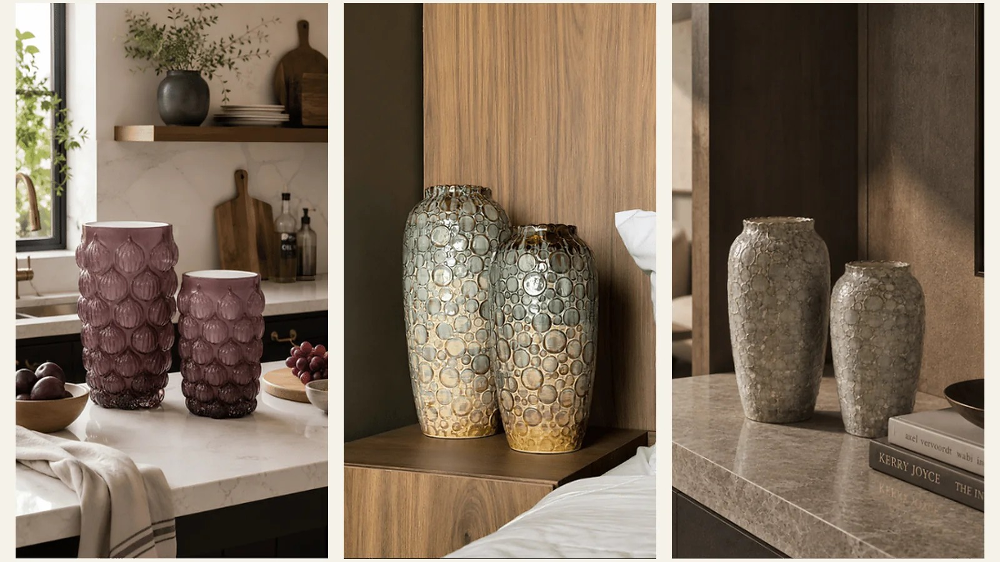 OIL
axel vervoordt wabi in
KERRY JOYCE THE IN